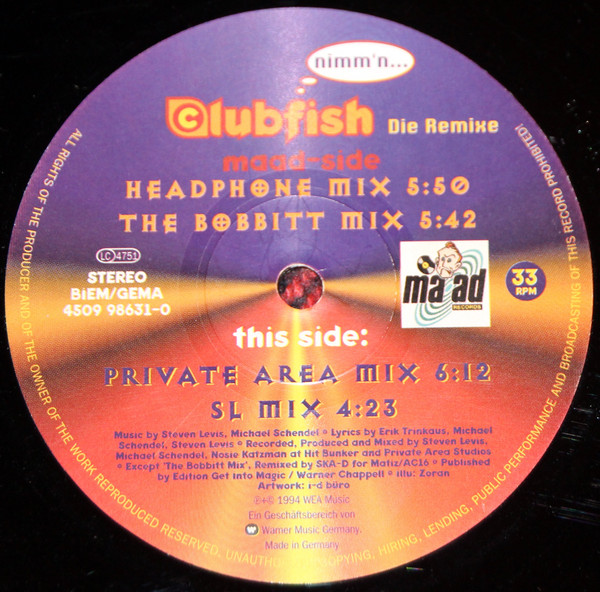 nimm'n...
Clubfish Die Remixe
maad-side
HEADPHONE MIX 5:50
THE BOBBITT MIX 5:42
LC 4751
STEREO
BIEM/GEMA
4509 98631-0
maad
RECORDS
33
RPM
this side:
PRIVATE AREA MIX 6:12
SL MIX 4:23
Music by Steven Levis, Michael Schendel • Lyrics by Erik Trinkaus, Michael
Schendel, Steven Levis • Recorded, Produced and Mixed by Steven Levis,
Michael Schendel, Nosie Katzman at Hit Bunker and Private Area Studios
• Except 'The Bobbitt Mix', Remixed by SKA-D for Matiz/AC16 • Published
by Edition Get Into Magic / Warner Chappell • illu: Zoran
Artwork: i-d büro
℗+© 1994 WEA Music
Ein Geschäftsbereich von
Warner Music Germany.
Made in Germany
ALL RIGHTS OF THE PRODUCER AND OF THE OWNER OF THE WORK REPRODUCED RESERVED. COPYING, HIRING, LENDING, PUBLIC PERFORMANCE AND BROADCASTING OF THIS RECORD PROHIBITED!